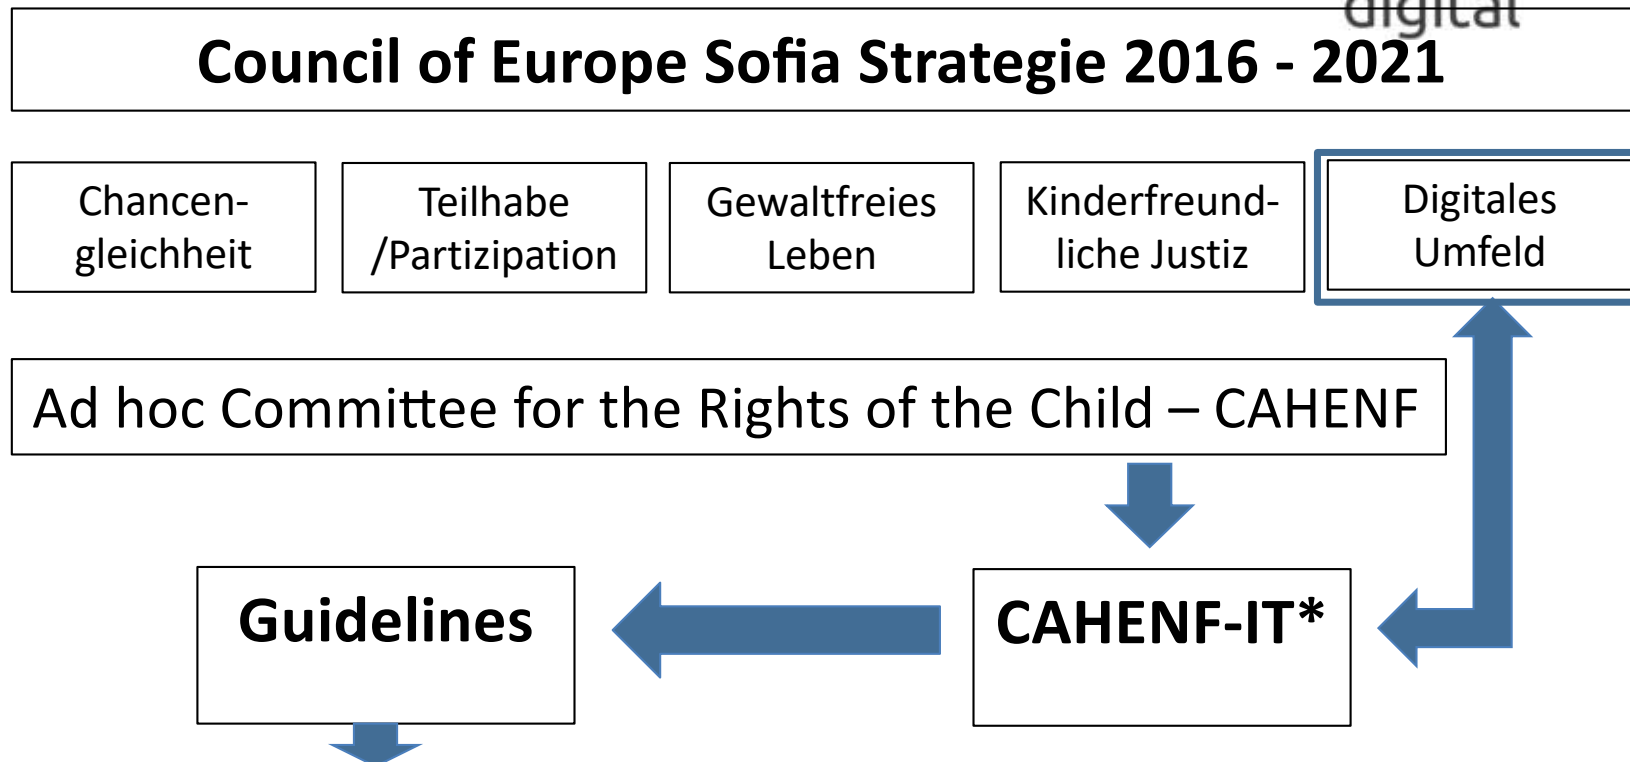 digital
Council of Europe Sofia Strategie 2016 - 2021
Chancen-
gleichheit
Teilhabe
/Partizipation
Gewaltfreies
Leben
Kinderfreund-
liche Justiz
Digitales
Umfeld
Ad hoc Committee for the Rights of the Child – CAHENF
Guidelines
CAHENF-IT*